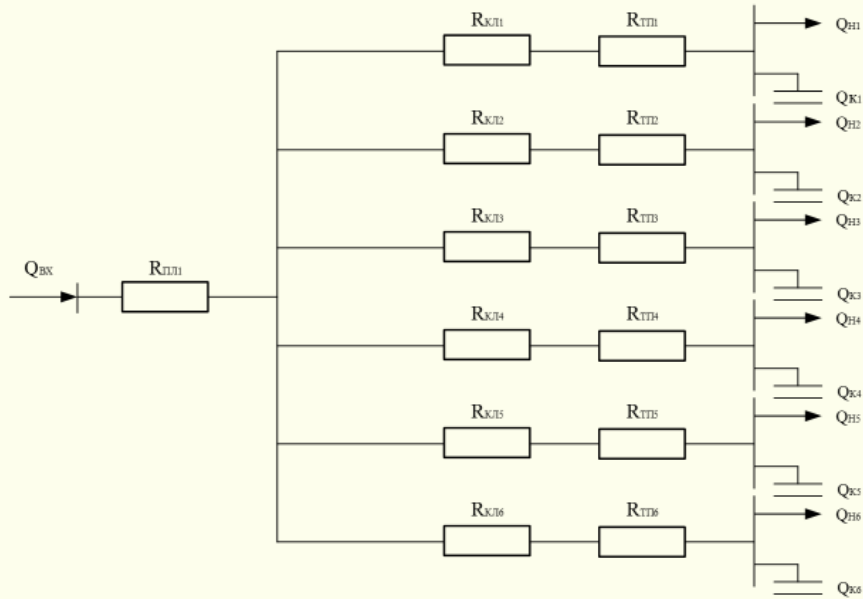 RКЛ1 RТП1 QН1
QК1
RКЛ2 RТП2 QН2
QК2
RКЛ3 RТП3 QН3
QВХ RПЛ1
QК3
RКЛ4 RТП4 QН4
QК4
RКЛ5 RТП5 QН5
QК5
RКЛ6 RТП6 QН6
QК6